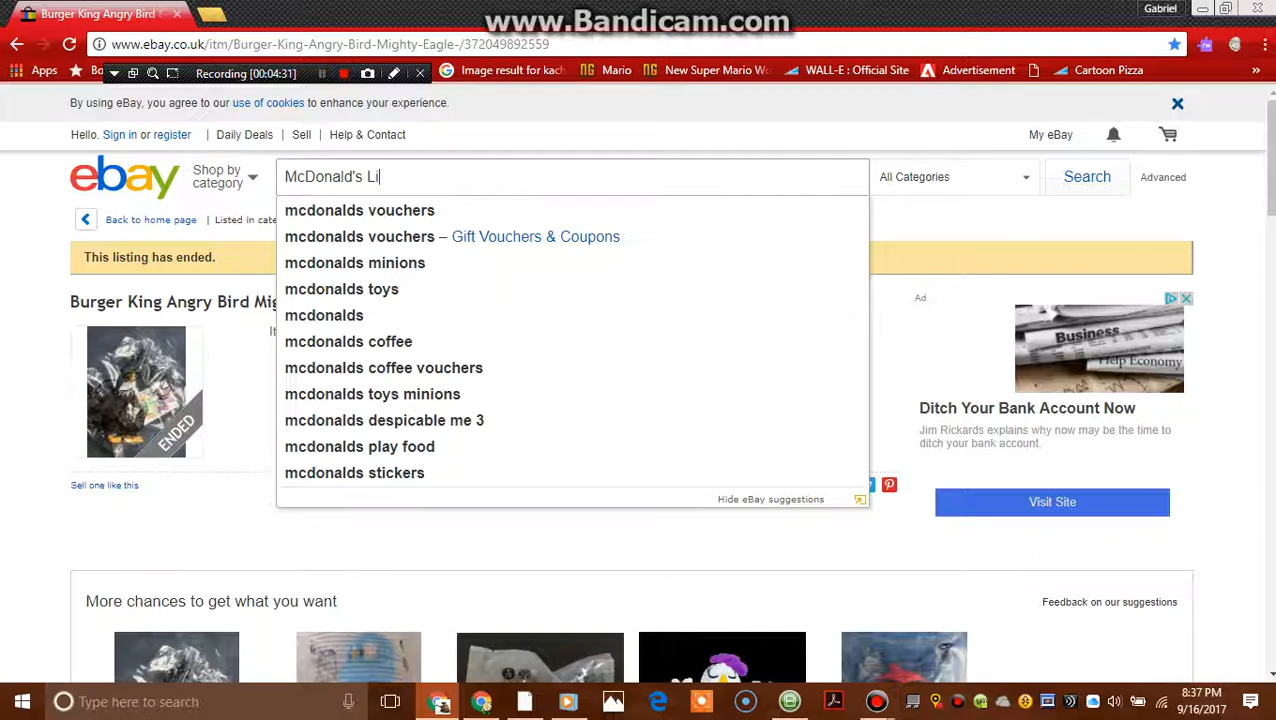 www.Bandicam.com
Burger King Angry Bird
Gabriel
www.ebay.co.uk/itm/Burger-King-Angry-Bird-Mighty-Eagle-/372049892559
Apps
Bo
Recording [00:04:31]
Image result for kach
Mario
New Super Mario Wo
WALL-E : Official Site
Advertisement
Cartoon Pizza
By using eBay, you agree to our use of cookies to enhance your experience.
Hello. Sign in or register | Daily Deals | Sell | Help & Contact
My eBay
ebay
Shop by category
McDonald's Li
All Categories
Search
Advanced
Back to home page | Listed in cate
mcdonalds vouchers
mcdonalds vouchers – Gift Vouchers & Coupons
mcdonalds minions
mcdonalds toys
mcdonalds
mcdonalds coffee
mcdonalds coffee vouchers
mcdonalds toys minions
mcdonalds despicable me 3
mcdonalds play food
mcdonalds stickers
Hide eBay suggestions
This listing has ended.
Burger King Angry Bird Mig
It
ENDED
Sell one like this
Ad
Business
Help Economy
Ditch Your Bank Account Now
Jim Rickards explains why now may be the time to
ditch your bank account.
Visit Site
More chances to get what you want
Feedback on our suggestions
Type here to search
8:37 PM
9/16/2017